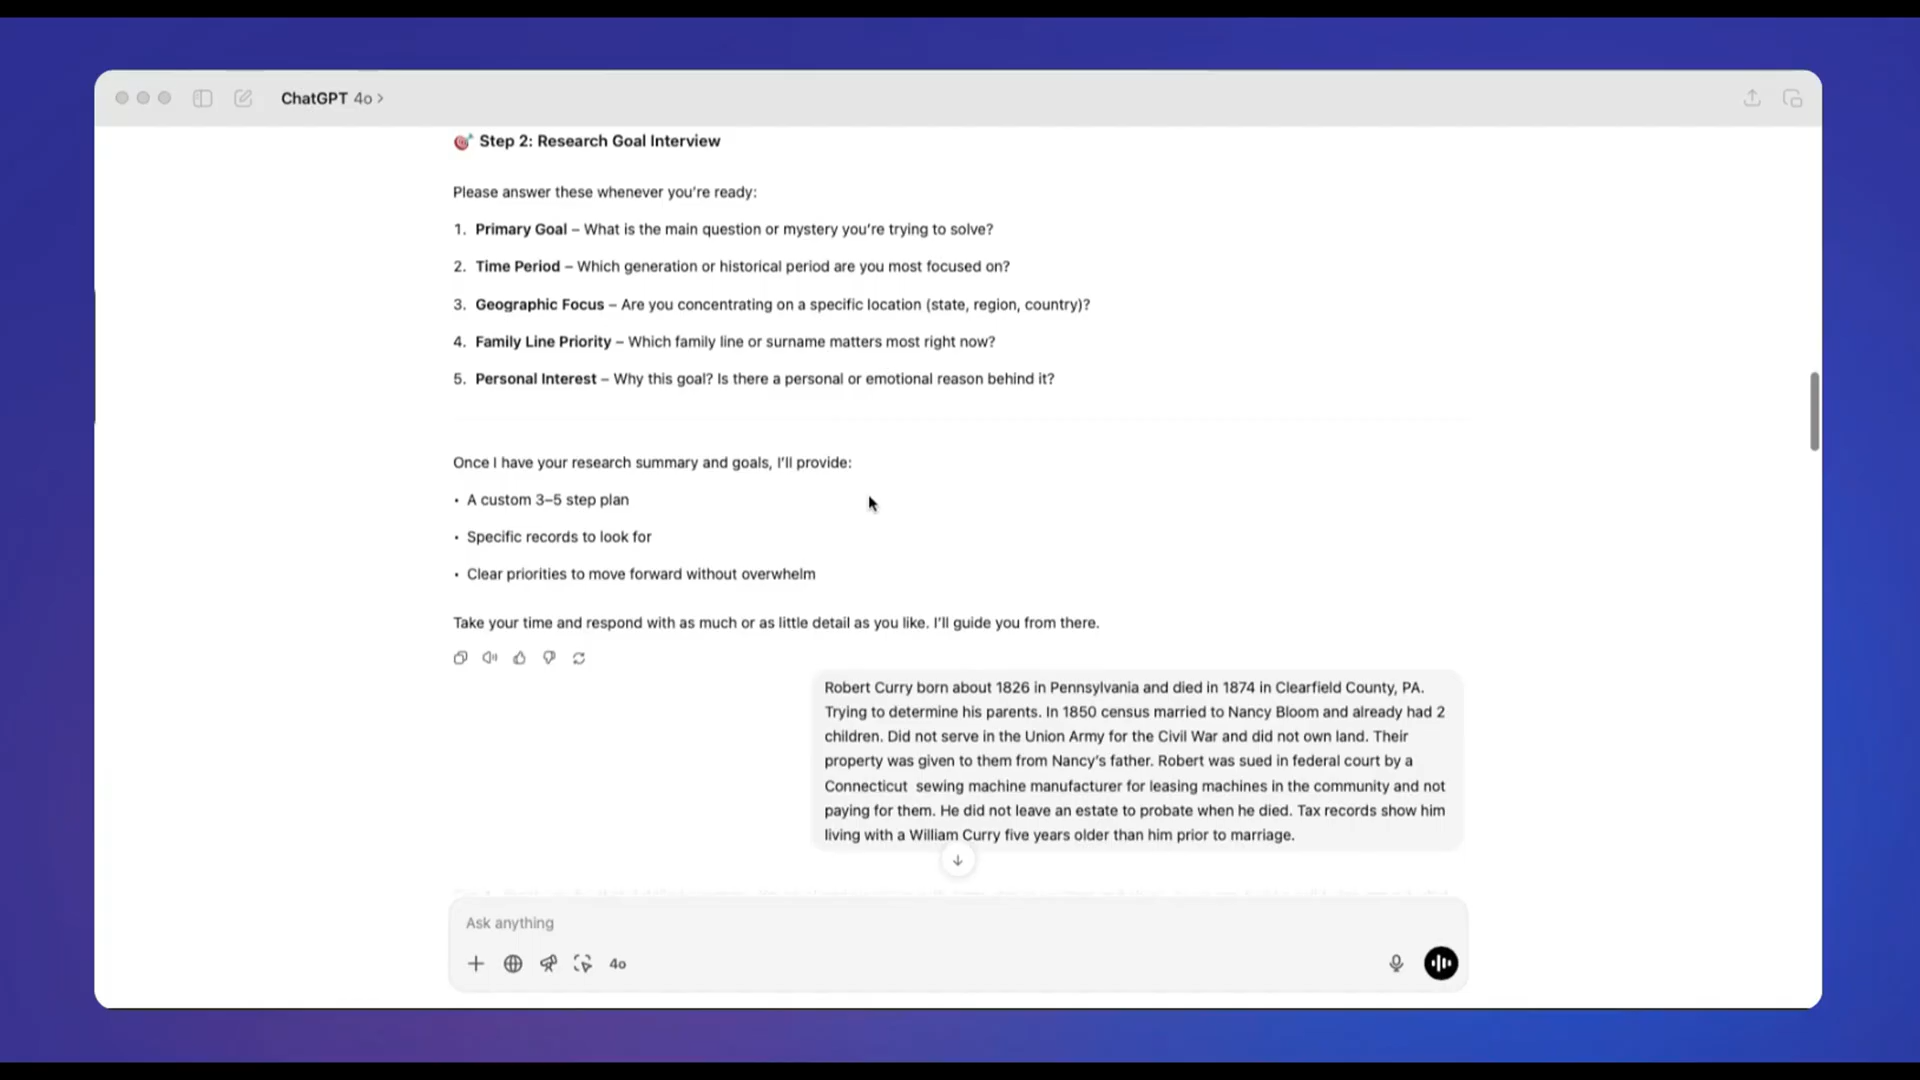 ChatGPT 4o >
Step 2: Research Goal Interview
Please answer these whenever you're ready:
1. Primary Goal – What is the main question or mystery you're trying to solve?
2. Time Period – Which generation or historical period are you most focused on?
3. Geographic Focus – Are you concentrating on a specific location (state, region, country)?
4. Family Line Priority – Which family line or surname matters most right now?
5. Personal Interest – Why this goal? Is there a personal or emotional reason behind it?
Once I have your research summary and goals, I'll provide:
• A custom 3–5 step plan
• Specific records to look for
• Clear priorities to move forward without overwhelm
Take your time and respond with as much or as little detail as you like. I'll guide you from there.
Robert Curry born about 1826 in Pennsylvania and died in 1874 in Clearfield County, PA.
Trying to determine his parents. In 1850 census married to Nancy Bloom and already had 2
children. Did not serve in the Union Army for the Civil War and did not own land. Their
property was given to them from Nancy's father. Robert was sued in federal court by a
Connecticut  sewing machine manufacturer for leasing machines in the community and not
paying for them. He did not leave an estate to probate when he died. Tax records show him
living with a William Curry five years older than him prior to marriage.
Ask anything
4o